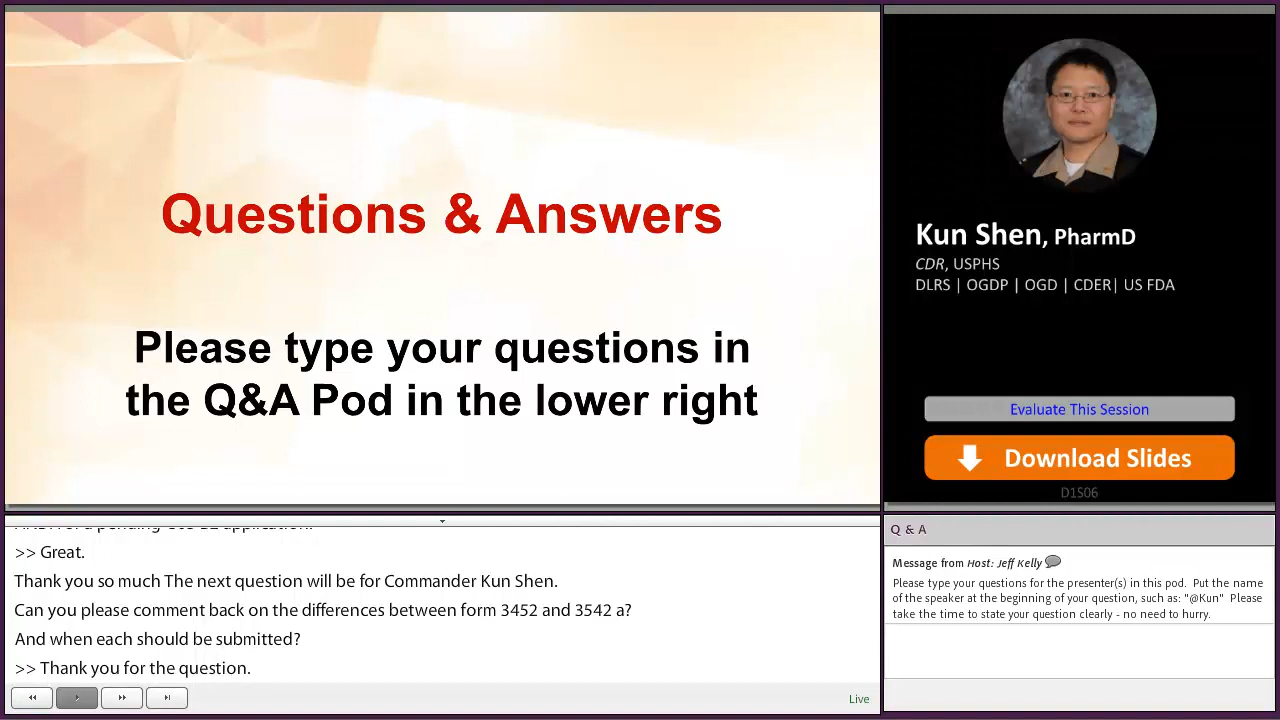 Questions & Answers
Please type your questions in
the Q&A Pod in the lower right
Kun Shen, PharmD
CDR, USPHS
DLRS | OGDP | OGD | CDER| US FDA
Evaluate This Session
Download Slides
D1S06
>> Great.
Thank you so much The next question will be for Commander Kun Shen.
Can you please comment back on the differences between form 3452 and 3542 a?
And when each should be submitted?
>> Thank you for the question.
Live
Q & A
Message from Host: Jeff Kelly
Please type your questions for the presenter(s) in this pod. Put the name
of the speaker at the beginning of your question, such as: "@Kun" Please
take the time to state your question clearly - no need to hurry.